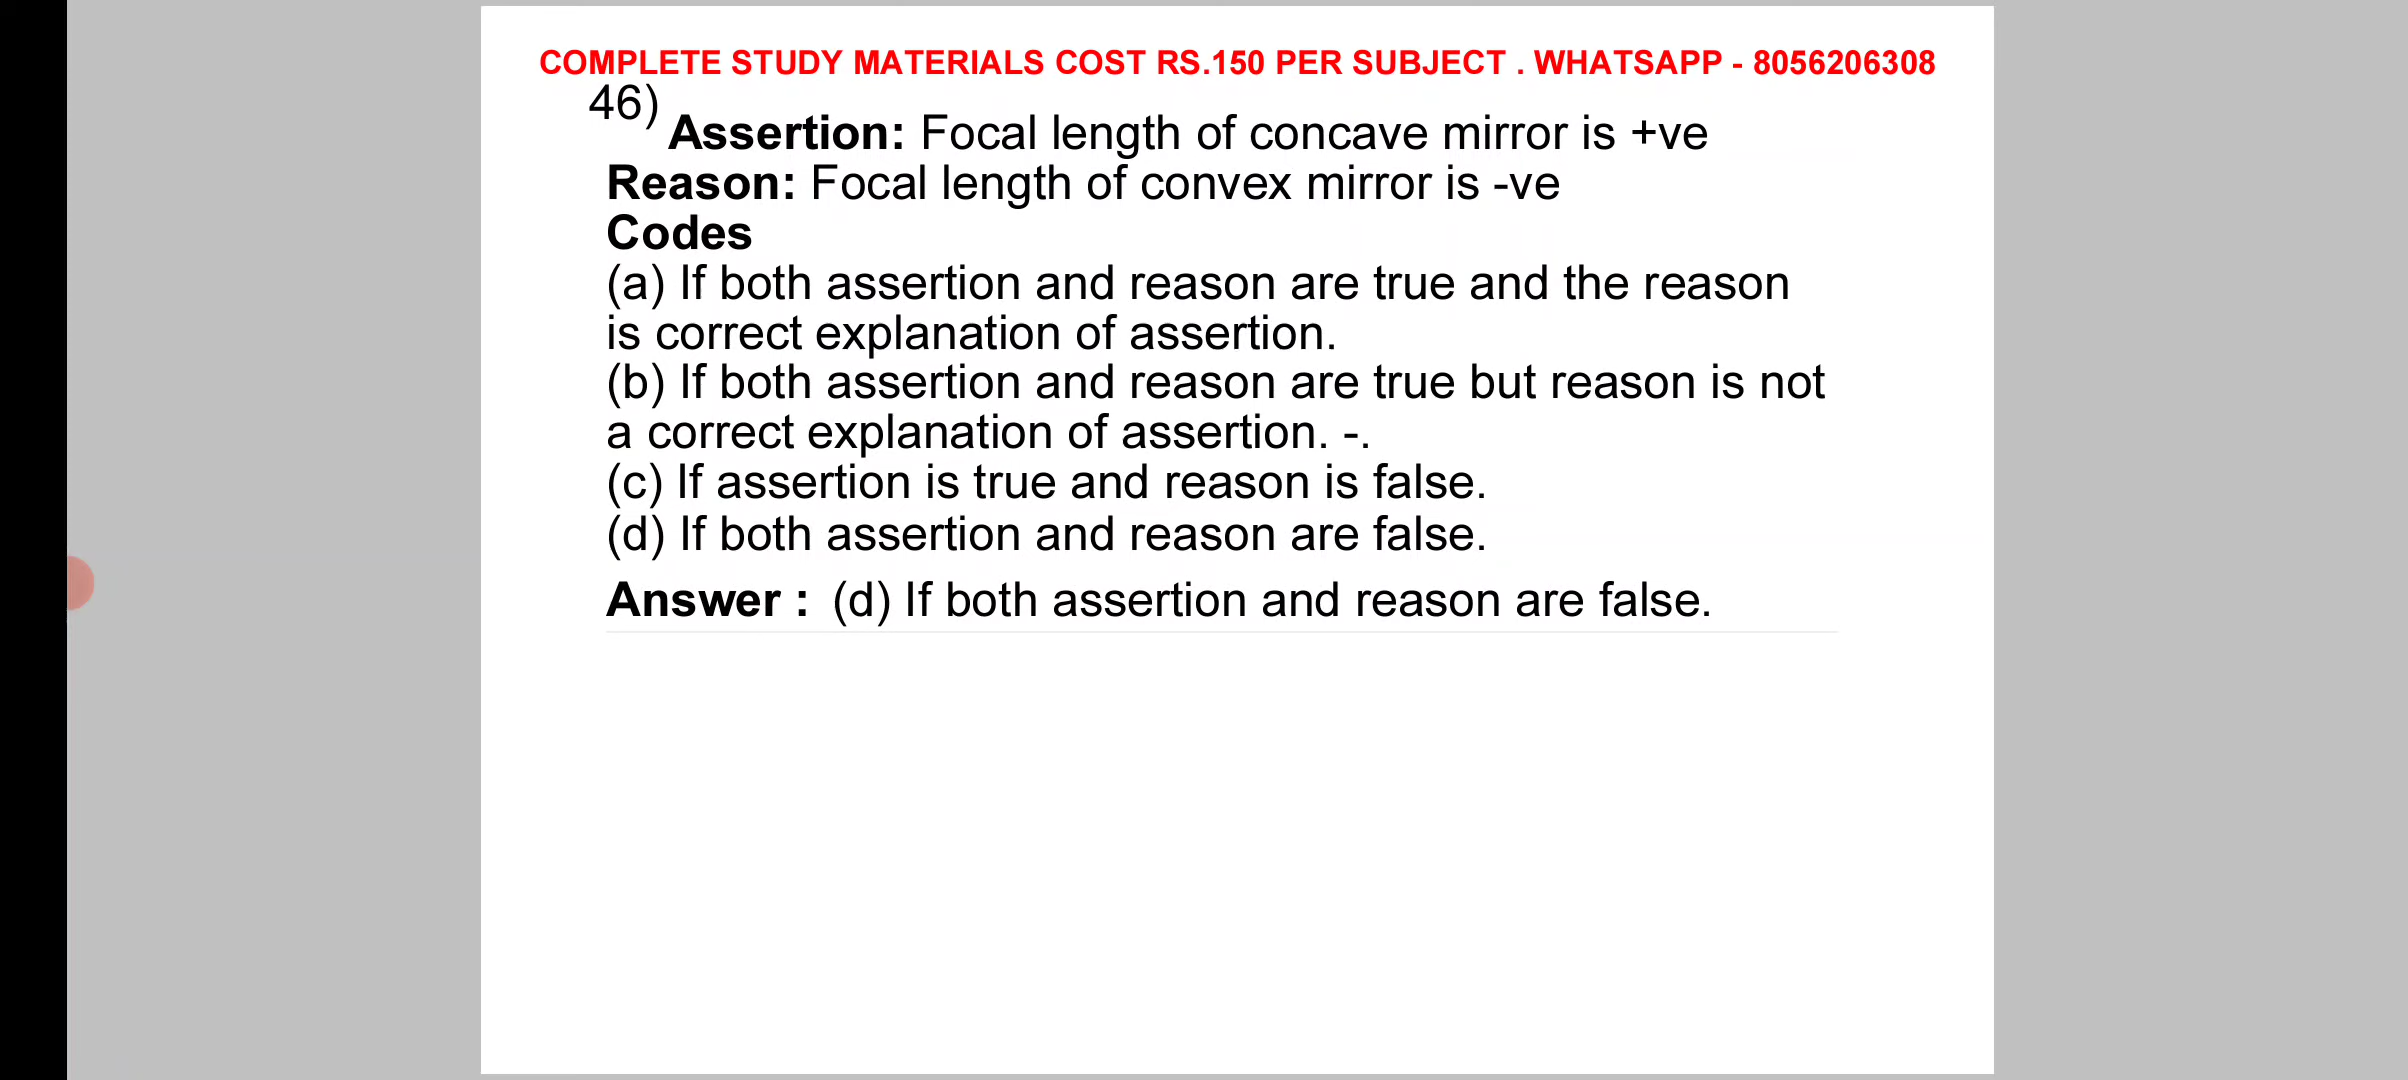 COMPLETE STUDY MATERIALS COST RS.150 PER SUBJECT . WHATSAPP - 8056206308
46)
Assertion: Focal length of concave mirror is +ve
Reason: Focal length of convex mirror is -ve
Codes
(a) If both assertion and reason are true and the reason
is correct explanation of assertion.
(b) If both assertion and reason are true but reason is not
a correct explanation of assertion. -.
(c) If assertion is true and reason is false.
(d) If both assertion and reason are false.
Answer : (d) If both assertion and reason are false.